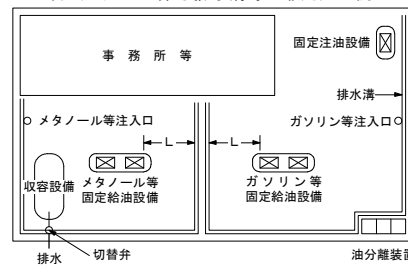 事務所等
固定注油設備
排水溝
メタノール等注入口
ガソリン等注入口
L
L
収容設備
メタノール等
固定給油設備
ガソリン等
固定給油設備
排水
切替弁
油分離装置